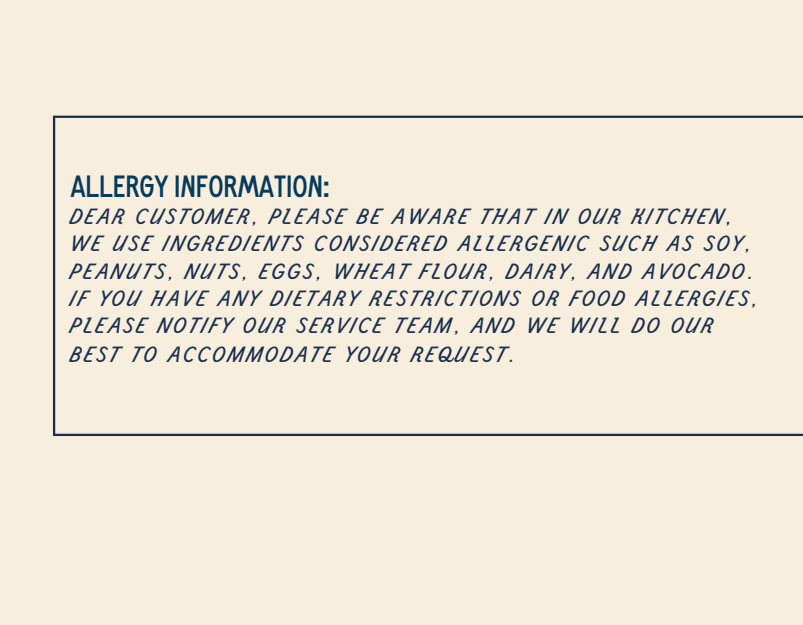 ALLERGY INFORMATION:
DEAR CUSTOMER, PLEASE BE AWARE THAT IN OUR KITCHEN,
WE USE INGREDIENTS CONSIDERED ALLERGENIC SUCH AS SOY,
PEANUTS, NUTS, EGGS, WHEAT FLOUR, DAIRY, AND AVOCADO.
IF YOU HAVE ANY DIETARY RESTRICTIONS OR FOOD ALLERGIES,
PLEASE NOTIFY OUR SERVICE TEAM, AND WE WILL DO OUR
BEST TO ACCOMMODATE YOUR REQUEST.